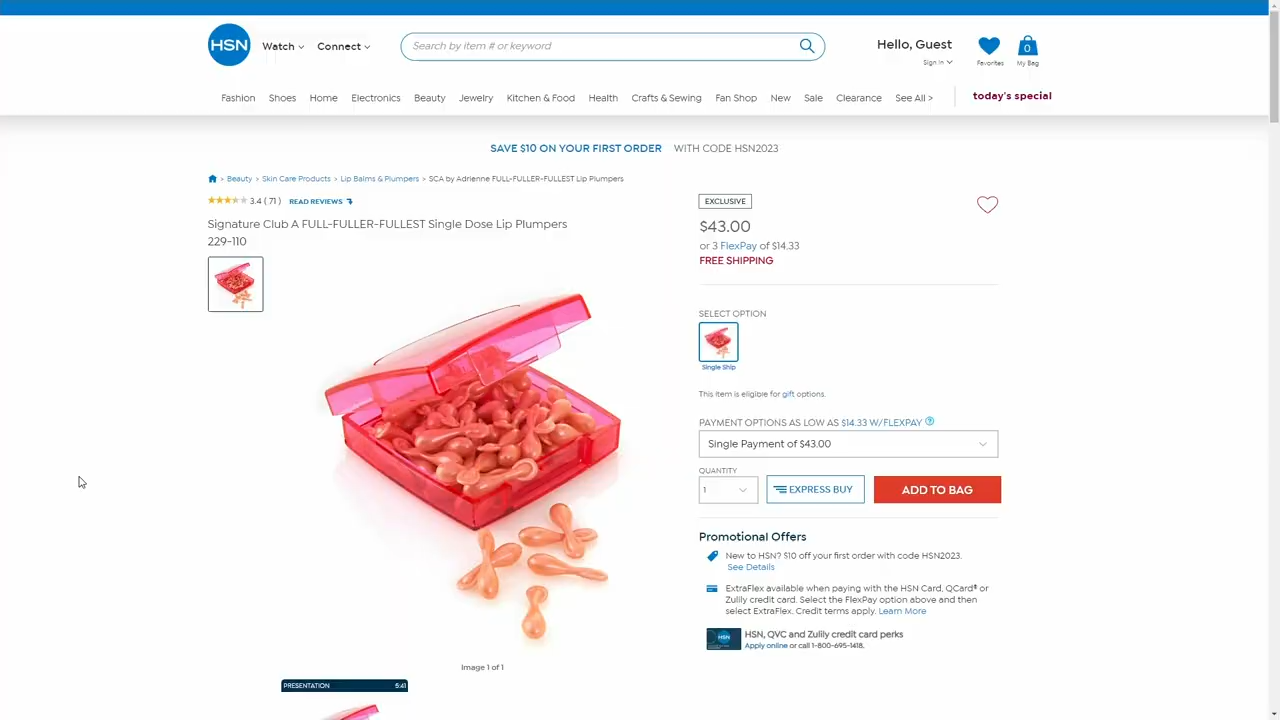 HSN
Watch
Connect
Search by item # or keyword
Hello, Guest
Sign In
Favorites
0
My Bag
Fashion
Shoes
Home
Electronics
Beauty
Jewelry
Kitchen & Food
Health
Crafts & Sewing
Fan Shop
New
Sale
Clearance
See All >
today's special
SAVE $10 ON YOUR FIRST ORDER WITH CODE HSN2023
> Beauty > Skin Care Products > Lip Balms & Plumpers > SCA by Adrienne FULL-FULLER-FULLEST Lip Plumpers
3.4 ( 71 ) READ REVIEWS
Signature Club A FULL-FULLER-FULLEST Single Dose Lip Plumpers
229-110
Image 1 of 1
PRESENTATION 5:41
EXCLUSIVE
$43.00
or 3 FlexPay of $14.33
FREE SHIPPING
SELECT OPTION
Single Ship
This item is eligible for gift options.
PAYMENT OPTIONS AS LOW AS $14.33 W/FLEXPAY ?
Single Payment of $43.00
QUANTITY
1
EXPRESS BUY
ADD TO BAG
Promotional Offers
New to HSN? $10 off your first order with code HSN2023.
See Details
ExtraFlex available when paying with the HSN Card, QCard® or
Zulily credit card. Select the FlexPay option above and then
select ExtraFlex. Credit terms apply. Learn More
HSN
HSN, QVC and Zulily credit card perks
Apply online or call 1-800-695-1418.